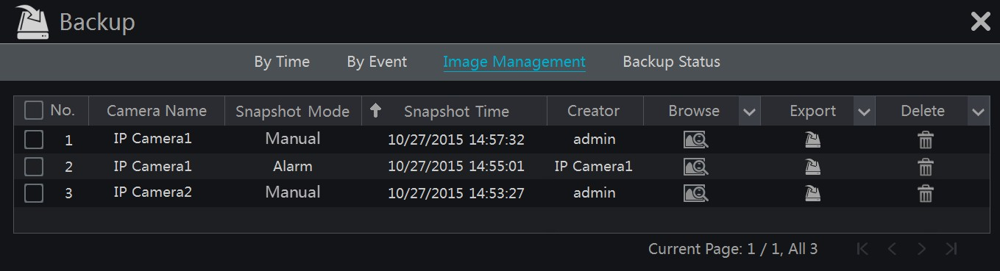 Backup
By Time By Event Image Management Backup Status
No. Camera Name Snapshot Mode Snapshot Time Creator Browse Export Delete
1 IP Camera1 Manual 10/27/2015 14:57:32 admin
2 IP Camera1 Alarm 10/27/2015 14:55:01 IP Camera1
3 IP Camera2 Manual 10/27/2015 14:53:27 admin
Current Page: 1 / 1, All 3